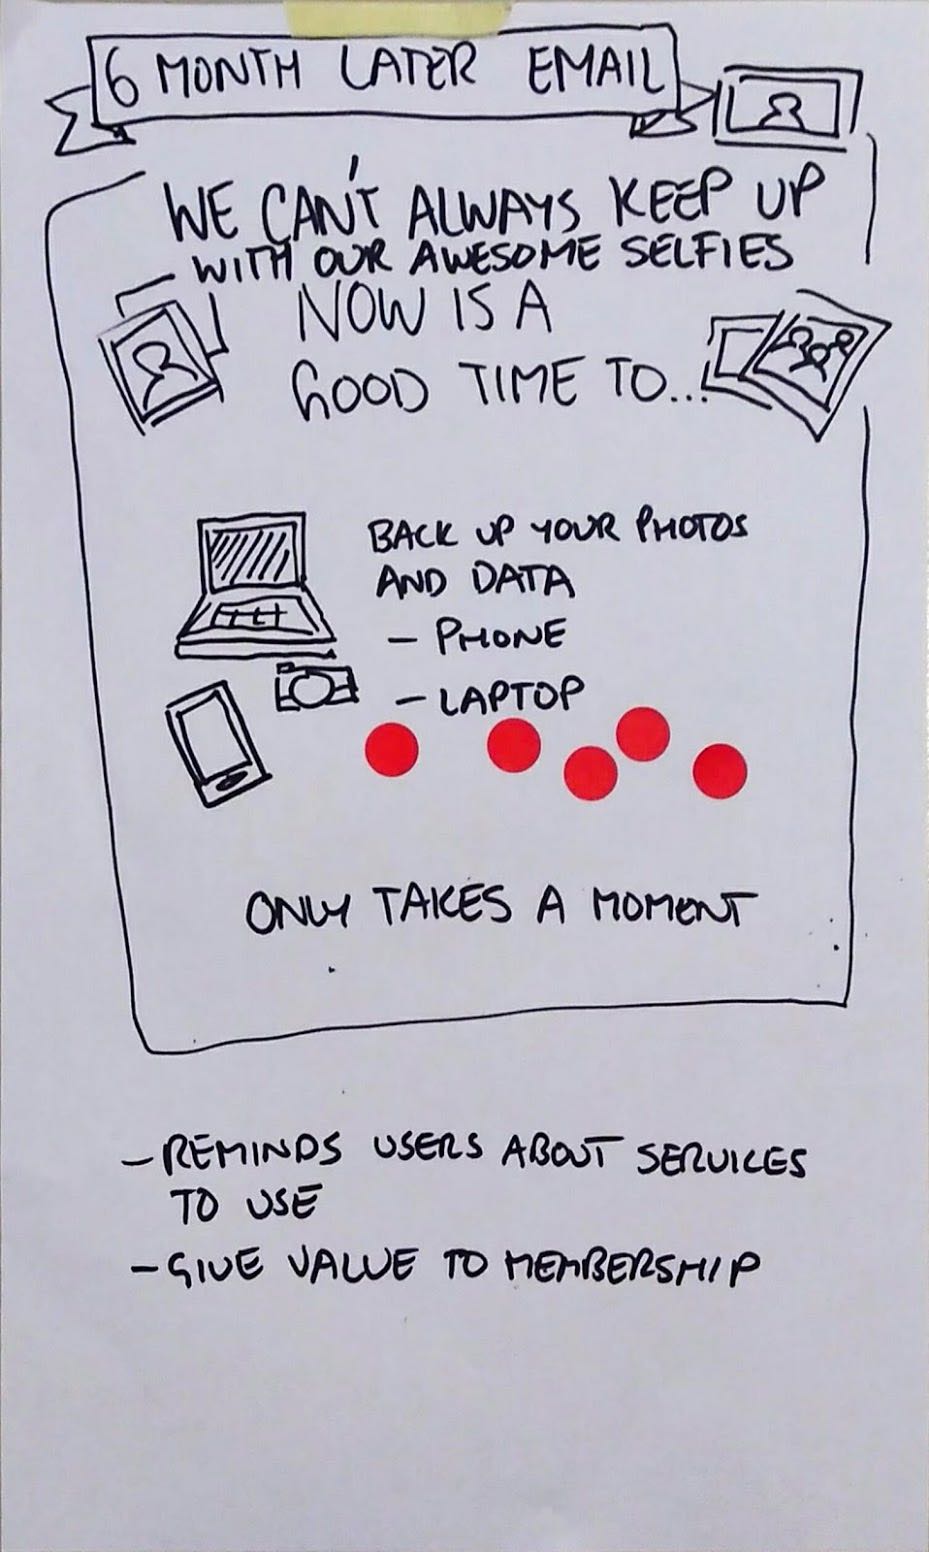 6 MONTH LATER EMAIL
WE CAN'T ALWAYS KEEP UP
WITH OUR AWESOME SELFIES
NOW IS A
GOOD TIME TO...
BACK UP YOUR PHOTOS
AND DATA
- PHONE
- LAPTOP
ONLY TAKES A MOMENT
- REMINDS USERS ABOUT SERVICES
TO USE
- GIVE VALUE TO MEMBERSHIP